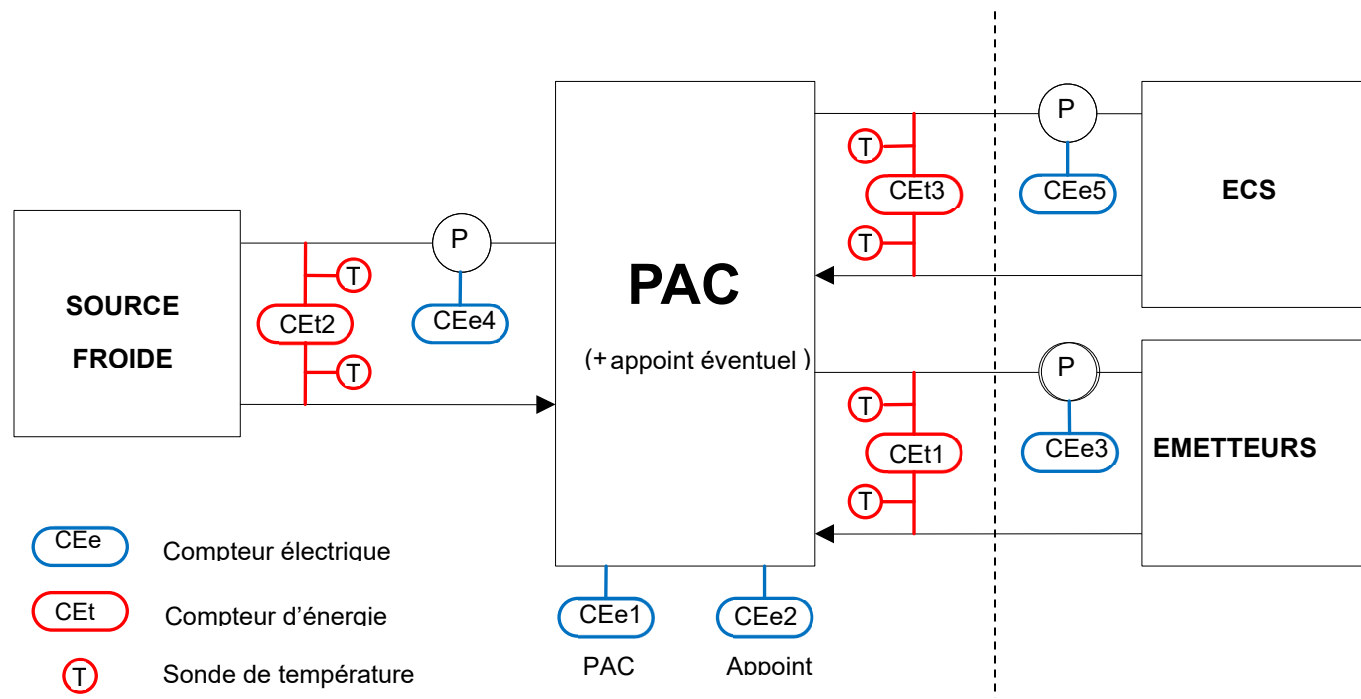 P
P
T
CEt3
CEe5
ECS
T
SOURCE
FROIDE
T
CEt2
CEe4
T
PAC
(+ appoint éventuel )
P
T
CEt1
CEe3
EMETTEURS
T
CEe
Compteur électrique
CEt
Compteur d'énergie
T
Sonde de température
CEe1
CEe2
PAC
Appoint